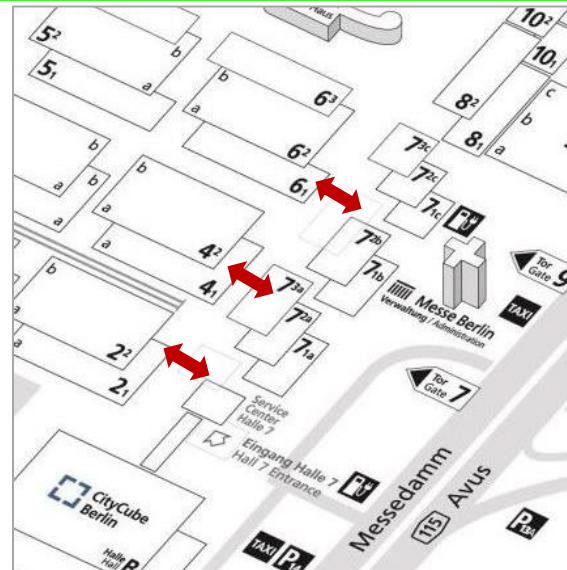 Haus
10²
10₁
5²
5₁
b
a
b
6³
c
8²
b
a
8₁
a
6²
7³ᶜ
b
a
b
a
6₁
7²ᶜ
7₁c
b
a
4²
7²ᵇ
7₁b
Tor
Gate 9
4₁
7³ᵃ
Messe Berlin
Verwaltung / Administration
TAXI
b
a
7²ᵃ
7₁a
2²
2₁
Tor
Gate 7
Service
Center
Halle 7
Eingang Halle 7
Hall 7 Entrance
CityCube
Berlin
Messedamm
115
Avus
P13A
Halle
Hall B
TAXI